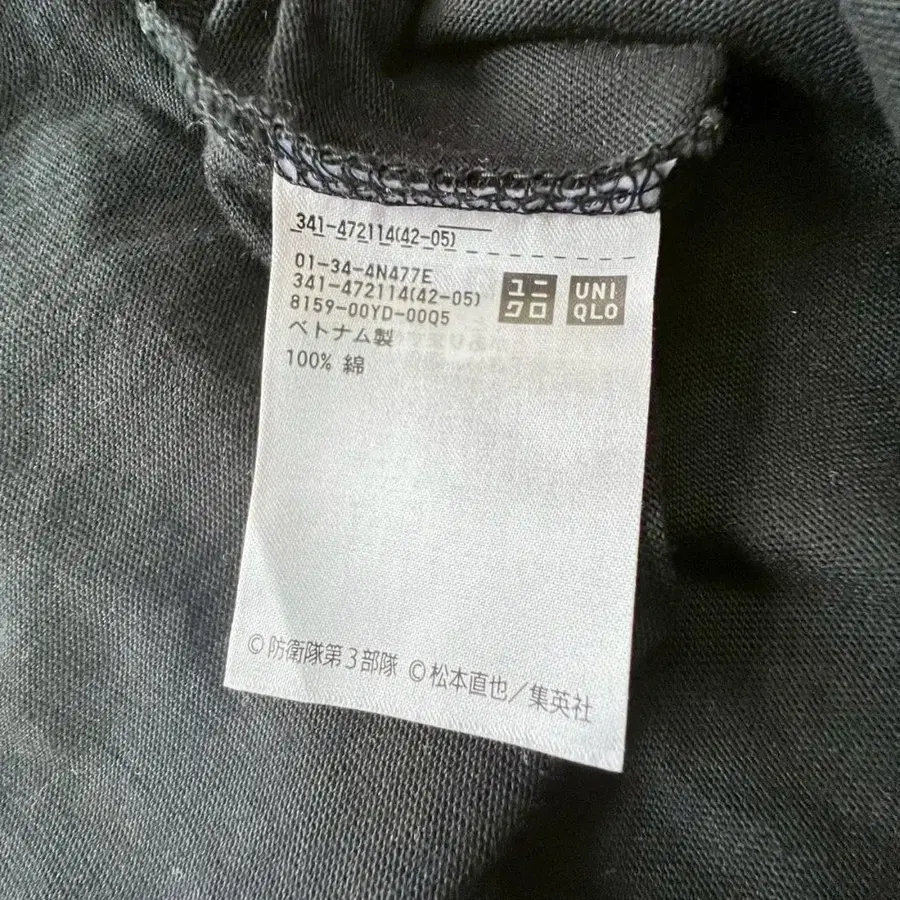 341-472114(42-05)
01-34-4N477E
341-472114(42-05)
8159-00YD-00Q5
ベトナム製
100% 綿
ユニ
クロ
UNI
QLO
© 防衛隊第3部隊 © 松本直也／集英社